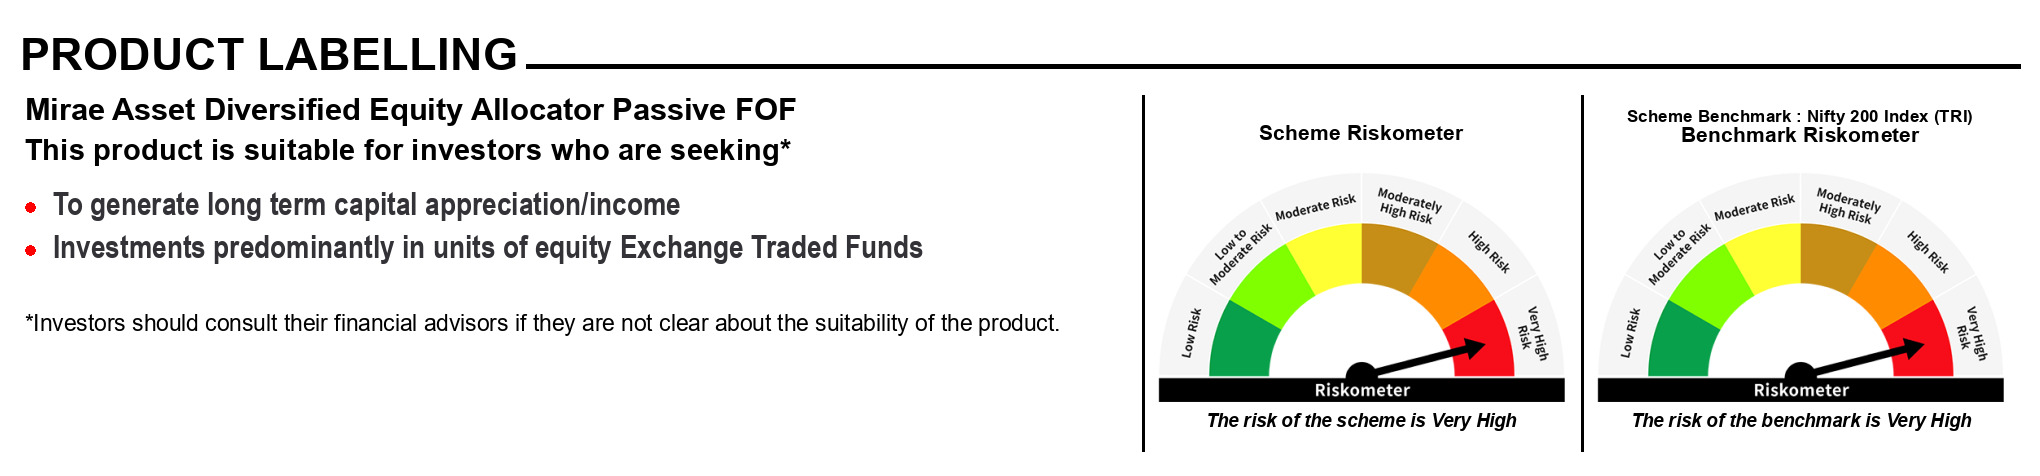 PRODUCT LABELLING
Mirae Asset Diversified Equity Allocator Passive FOF
This product is suitable for investors who are seeking*
• To generate long term capital appreciation/income
• Investments predominantly in units of equity Exchange Traded Funds
*Investors should consult their financial advisors if they are not clear about the suitability of the product.
Scheme Riskometer
Low Risk
Low to
Moderate Risk
Moderate Risk
Moderately
High Risk
High Risk
Very High
Risk
Riskometer
The risk of the scheme is Very High
Scheme Benchmark : Nifty 200 Index (TRI)
Benchmark Riskometer
Low Risk
Low to
Moderate Risk
Moderate Risk
Moderately
High Risk
High Risk
Very High
Risk
Riskometer
The risk of the benchmark is Very High